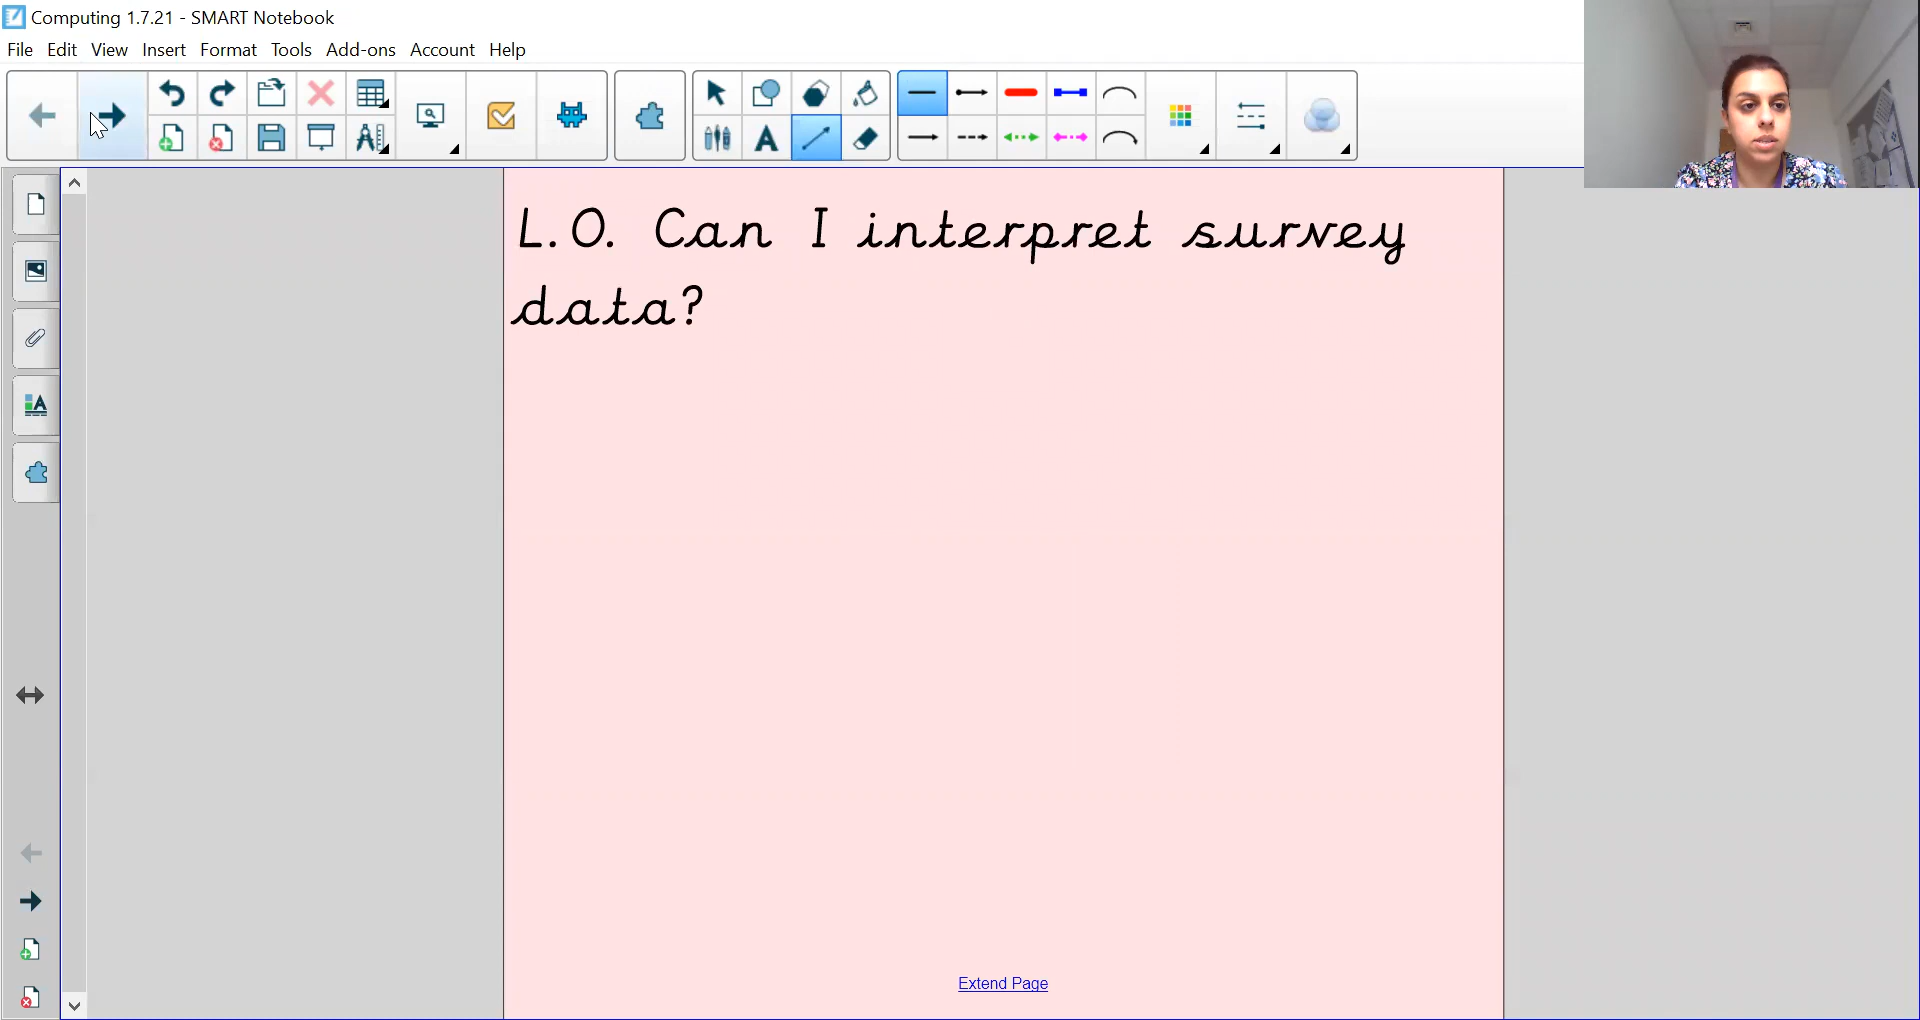 Computing 1.7.21 - SMART Notebook
File Edit View Insert Format Tools Add-ons Account Help
L.O. Can I interpret survey
data?
Extend Page